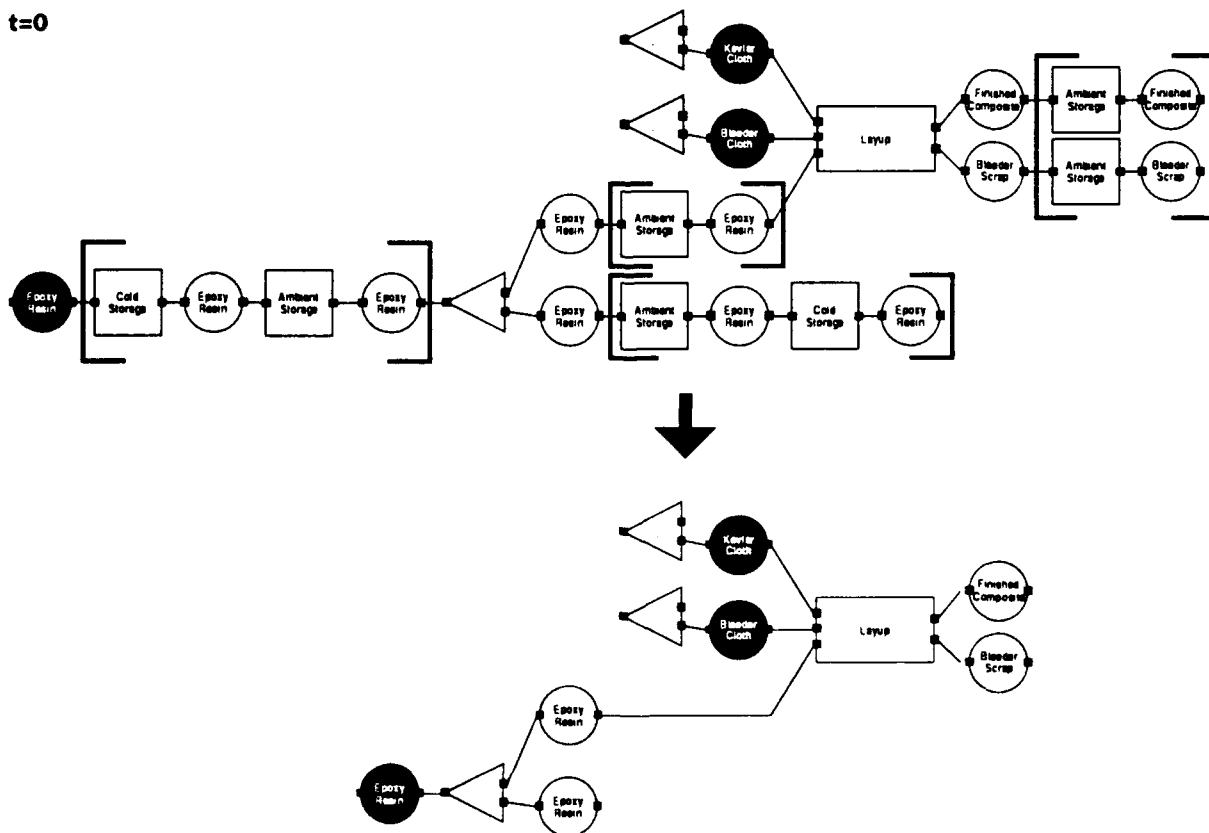 t=0
Kevlar
Cloth
Bleeder
Cloth
Layup
Finished
Composite
Ambient
Storage
Finished
Composite
Bleeder
Scrap
Ambient
Storage
Bleeder
Scrap
Epoxy
Resin
Ambient
Storage
Epoxy
Resin
Epoxy
Resin
Cold
Storage
Epoxy
Resin
Ambient
Storage
Epoxy
Resin
Epoxy
Resin
Ambient
Storage
Epoxy
Resin
Cold
Storage
Epoxy
Resin
Kevlar
Cloth
Bleeder
Cloth
Layup
Finished
Composite
Bleeder
Scrap
Epoxy
Resin
Epoxy
Resin
Epoxy
Resin